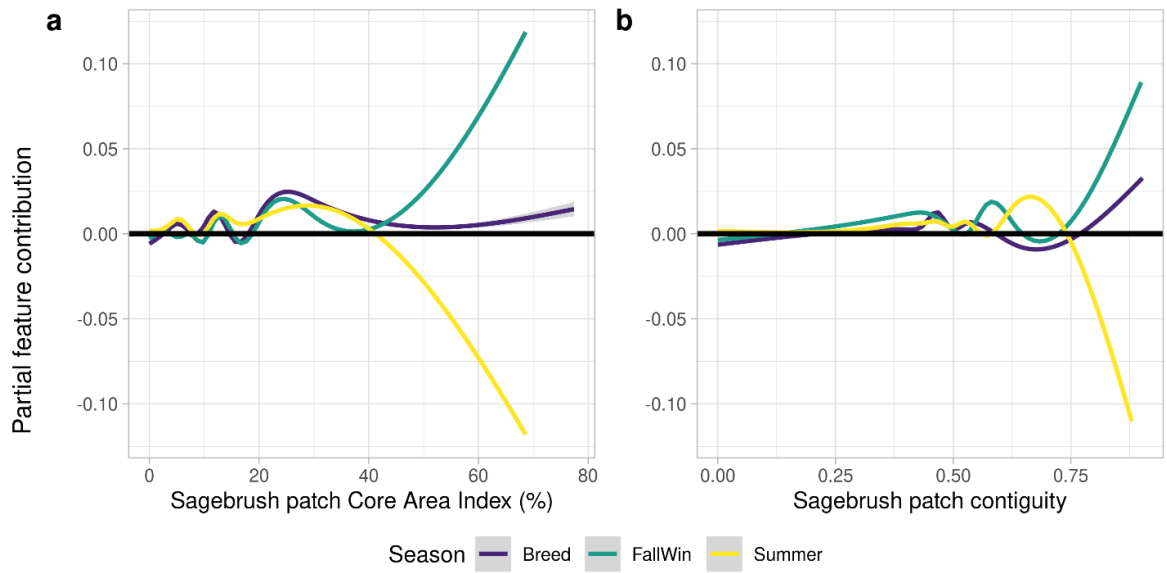 a
b
Partial feature contribution
0.10
0.05
0.00
-0.05
-0.10
0 20 40 60 80
Sagebrush patch Core Area Index (%)
0.10
0.05
0.00
-0.05
-0.10
0.00 0.25 0.50 0.75
Sagebrush patch contiguity
Season Breed FallWin Summer